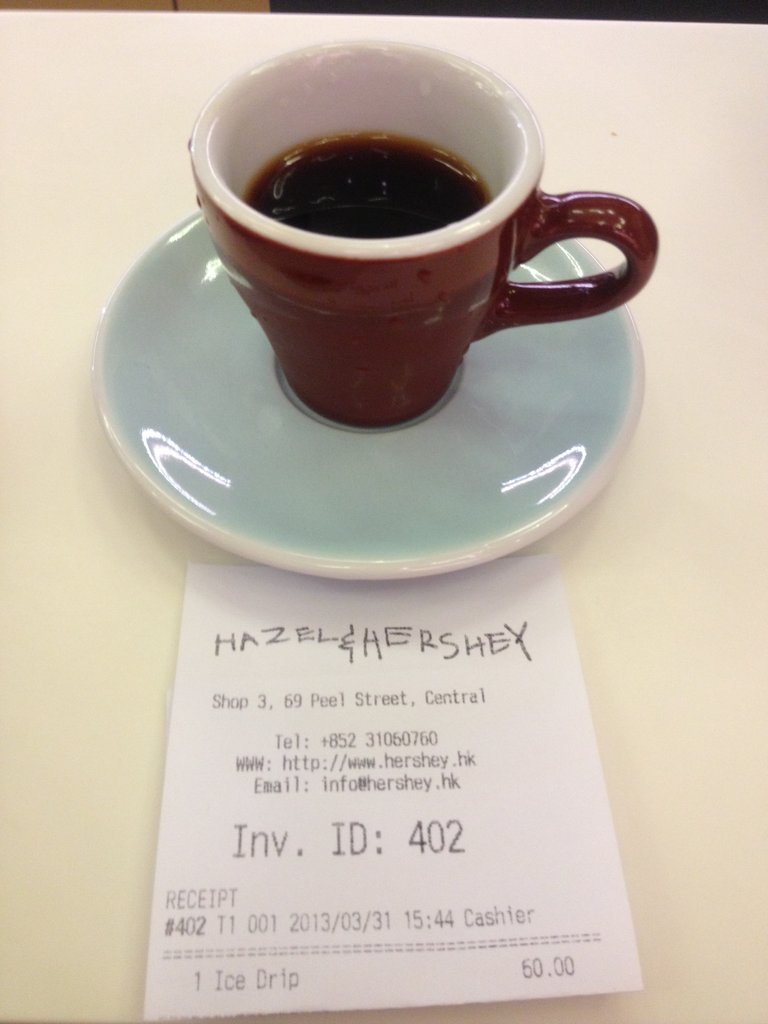 HAZEL&HERSHEY
Shop 3, 69 Peel Street, Central
Tel: +852 31060760
WWW: http://www.hershey.hk
Email: info@hershey.hk
Inv. ID: 402
RECEIPT
#402 T1 001 2013/03/31 15:44 Cashier
1 Ice Drip 60.00